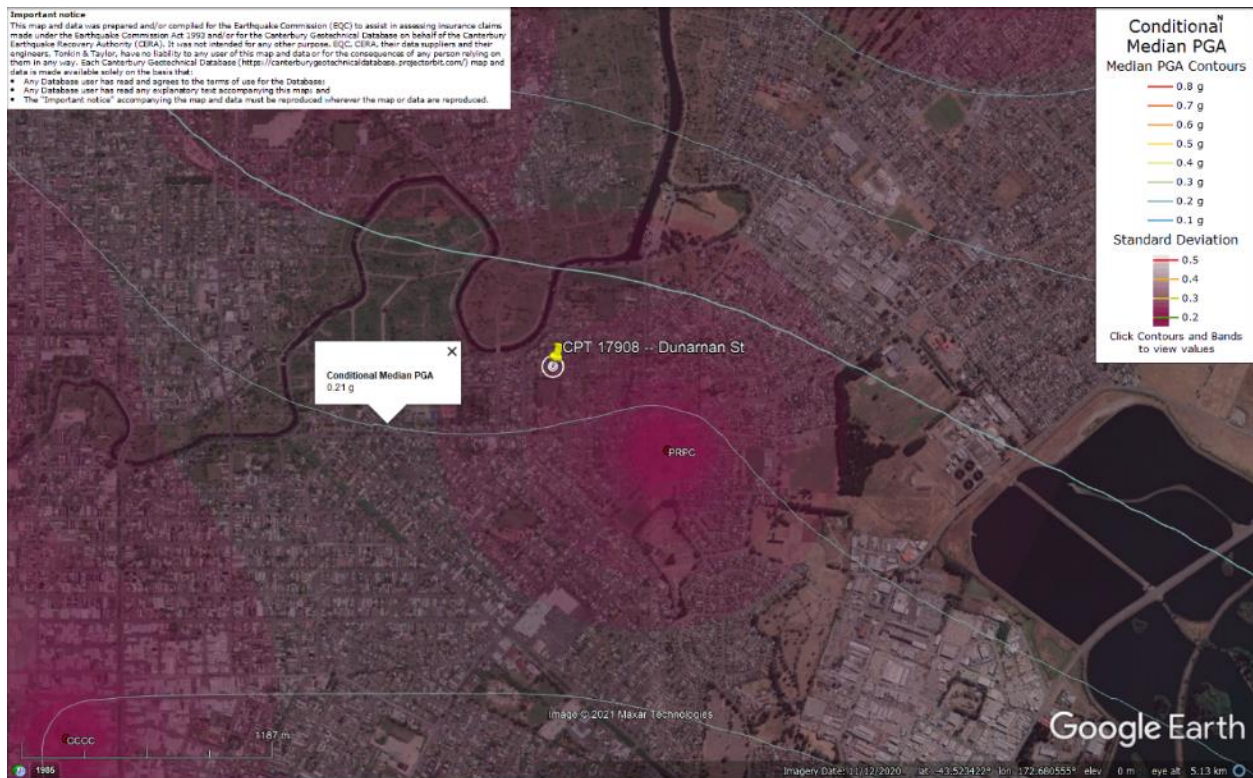 Important notice
This map and data was prepared and/or compiled for the Earthquake Commission (EQC) to assist in assessing insurance claims
made under the Earthquake Commission Act 1993 and/or for the Canterbury Geotechnical Database on behalf of the Canterbury
Earthquake Recovery Authority (CERA). It was not intended for any other purpose. EQC, CERA, their data suppliers and their
engineers, Tonkin & Taylor, have no liability to any user of this map and data or for the consequences of any person relying on
them in any way. Each Canterbury Geotechnical Database (https://canterburygeotechnicaldatabase.projectorbit.com/) map and
data is made available solely on the basis that:
• Any Database user has read and agrees to the terms of use for the Database;
• Any Database user has read any explanatory text accompanying this map; and
• The "Important notice" accompanying the map and data must be reproduced wherever the map or data are reproduced.
N
Conditional
Median PGA
Median PGA Contours
0.8 g
0.7 g
0.6 g
0.5 g
0.4 g
0.3 g
0.2 g
0.1 g
Standard Deviation
0.5
0.4
0.3
0.2
Click Contours and Bands
to view values
CPT 17908 -- Dunarnan St
Conditional Median PGA
0.21 g
PRPC
CCCC
1187 m
Image © 2021 Maxar Technologies
Google Earth
1985
Imagery Date: 11/12/2020 lat -43.523422° lon 172.680555° elev 0 m eye alt 5.13 km